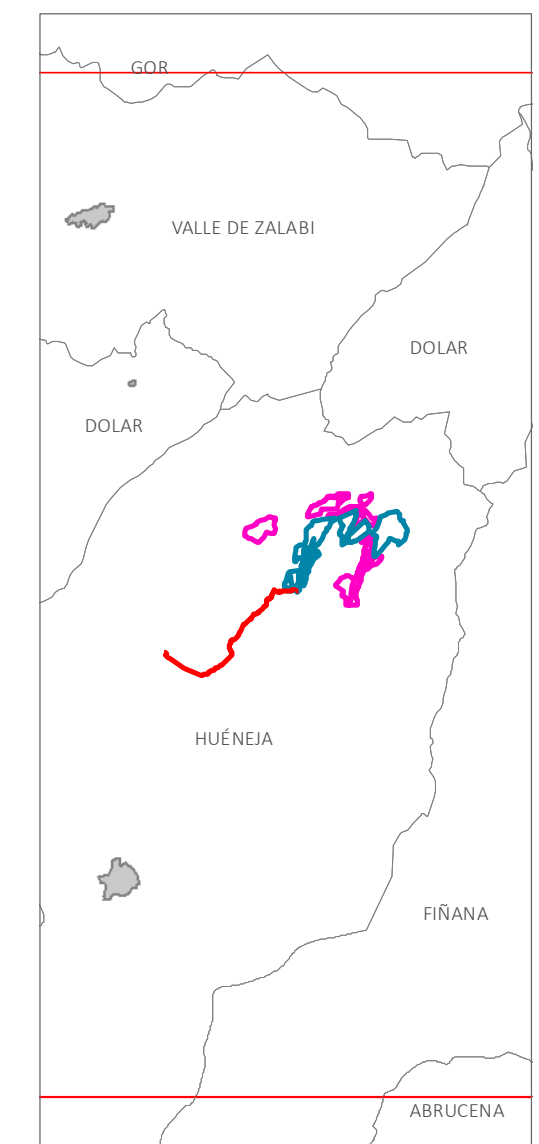 GOR
VALLE DE ZALABI
DOLAR
DOLAR
HUÉNEJA
FIÑANA
ABRUCENA